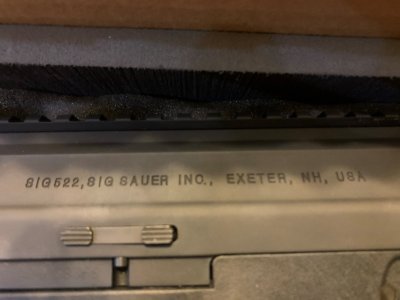 SIG522, SIG SAUER INC., EXETER, NH, USA